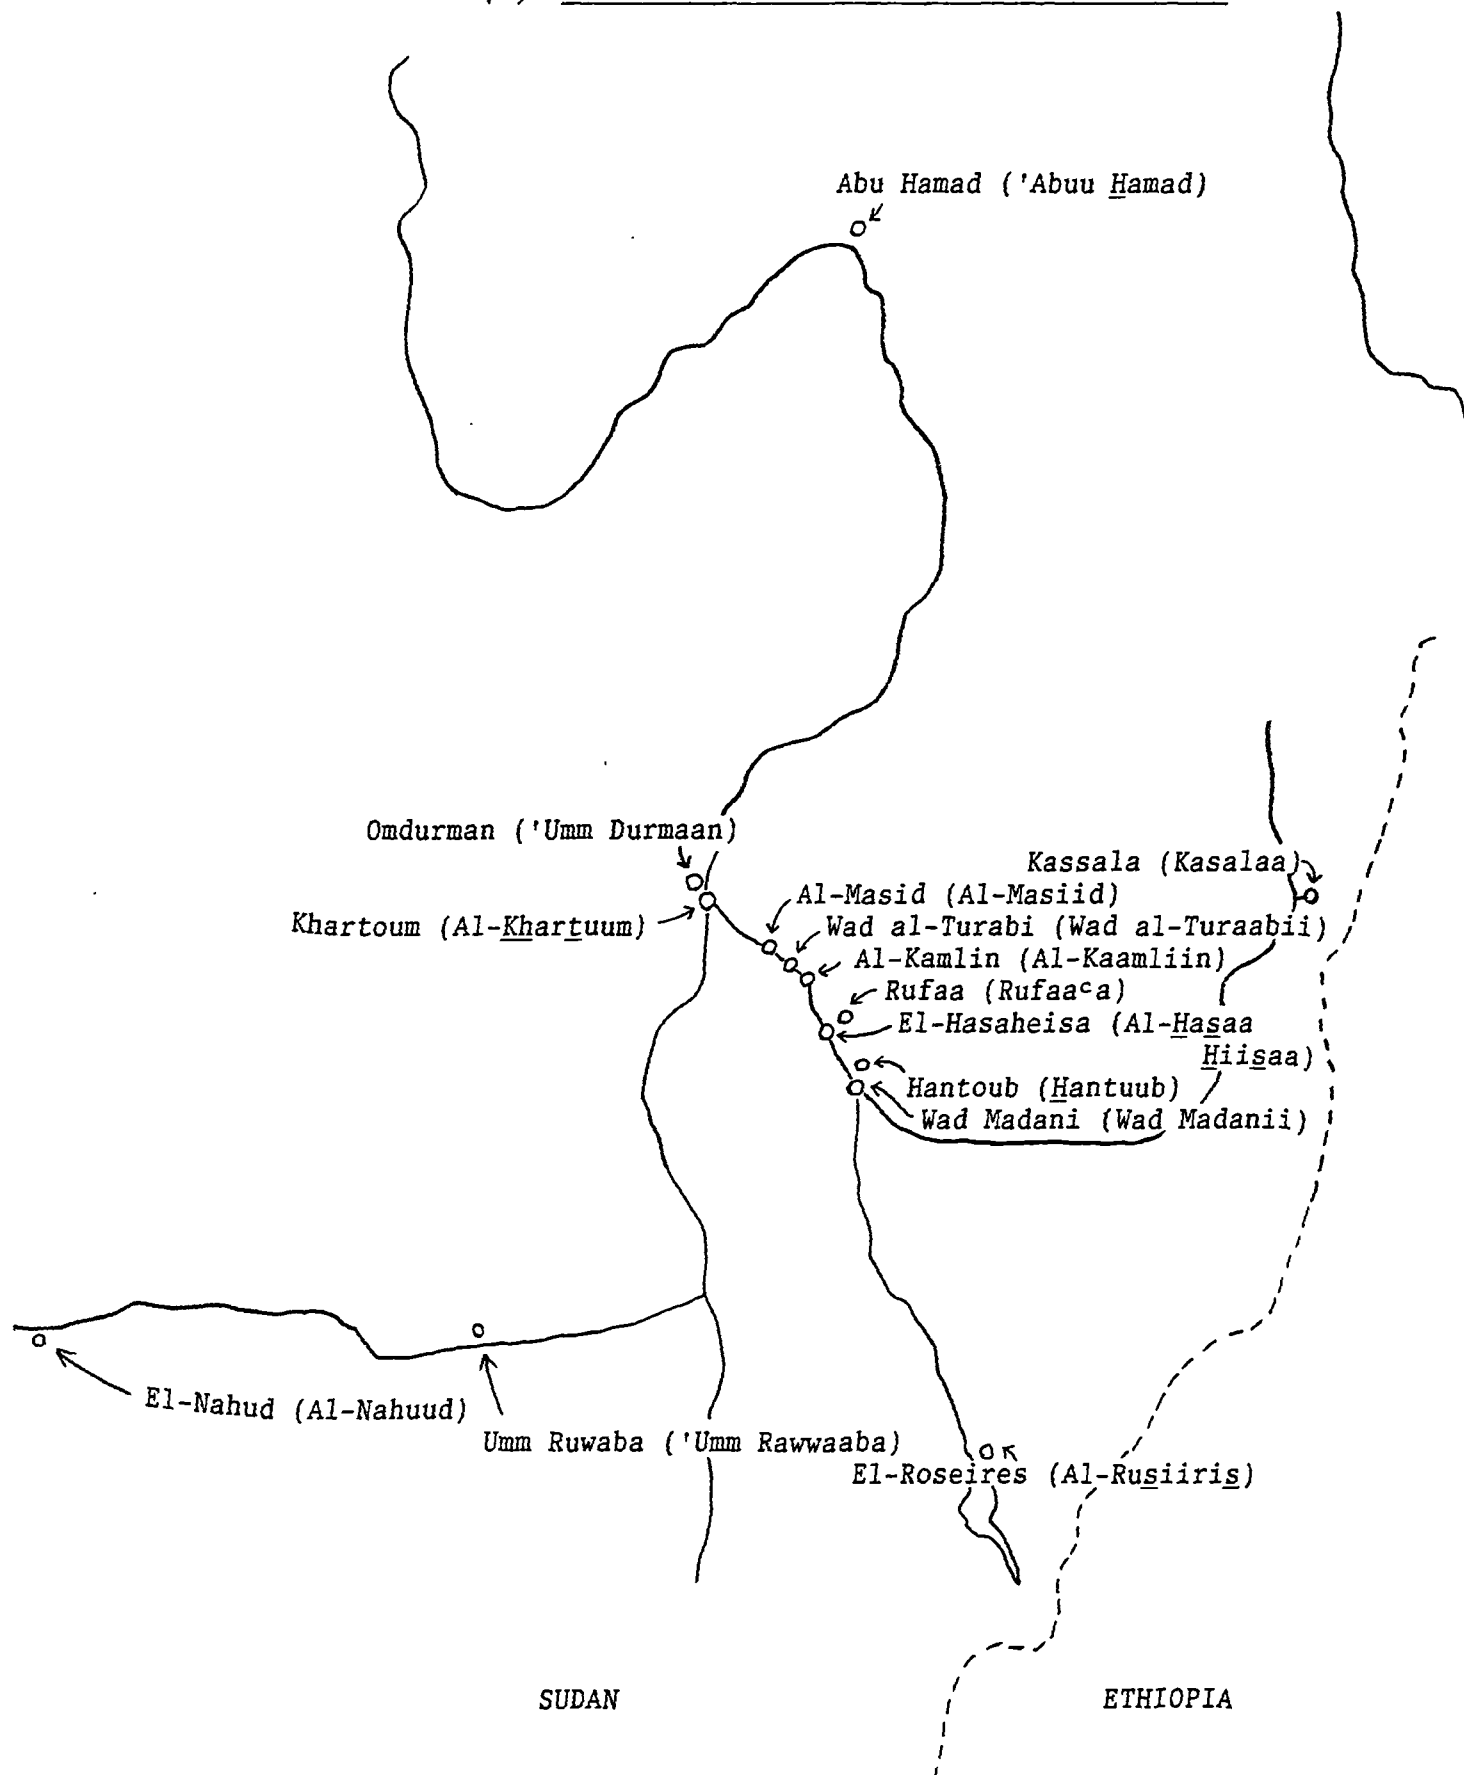 Abu Hamad ('Abuu Hamad)
Omdurman ('Umm Durmaan)
Kassala (Kasalaa)
Al-Masid (Al-Masiid)
Khartoum (Al-Khartuum)
Wad al-Turabi (Wad al-Turaabii)
Al-Kamlin (Al-Kaamliin)
Rufaa (Rufaaᶜa)
El-Hasaheisa (Al-Hasaa
Hiisaa)
Hantoub (Hantuub)
Wad Madani (Wad Madanii)
El-Nahud (Al-Nahuud)
Umm Ruwaba ('Umm Rawwaaba)
El-Roseires (Al-Rusiiris)
SUDAN
ETHIOPIA